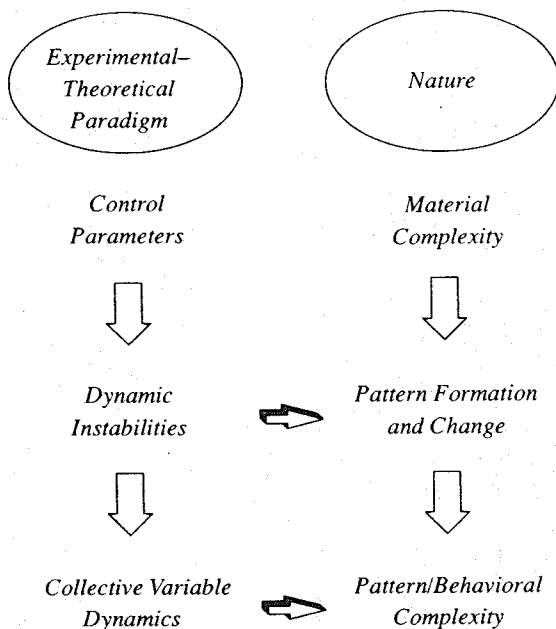 Experimental–
Theoretical
Paradigm
Nature
Control
Parameters
Material
Complexity
Dynamic
Instabilities
Pattern Formation
and Change
Collective Variable
Dynamics
Pattern/Behavioral
Complexity